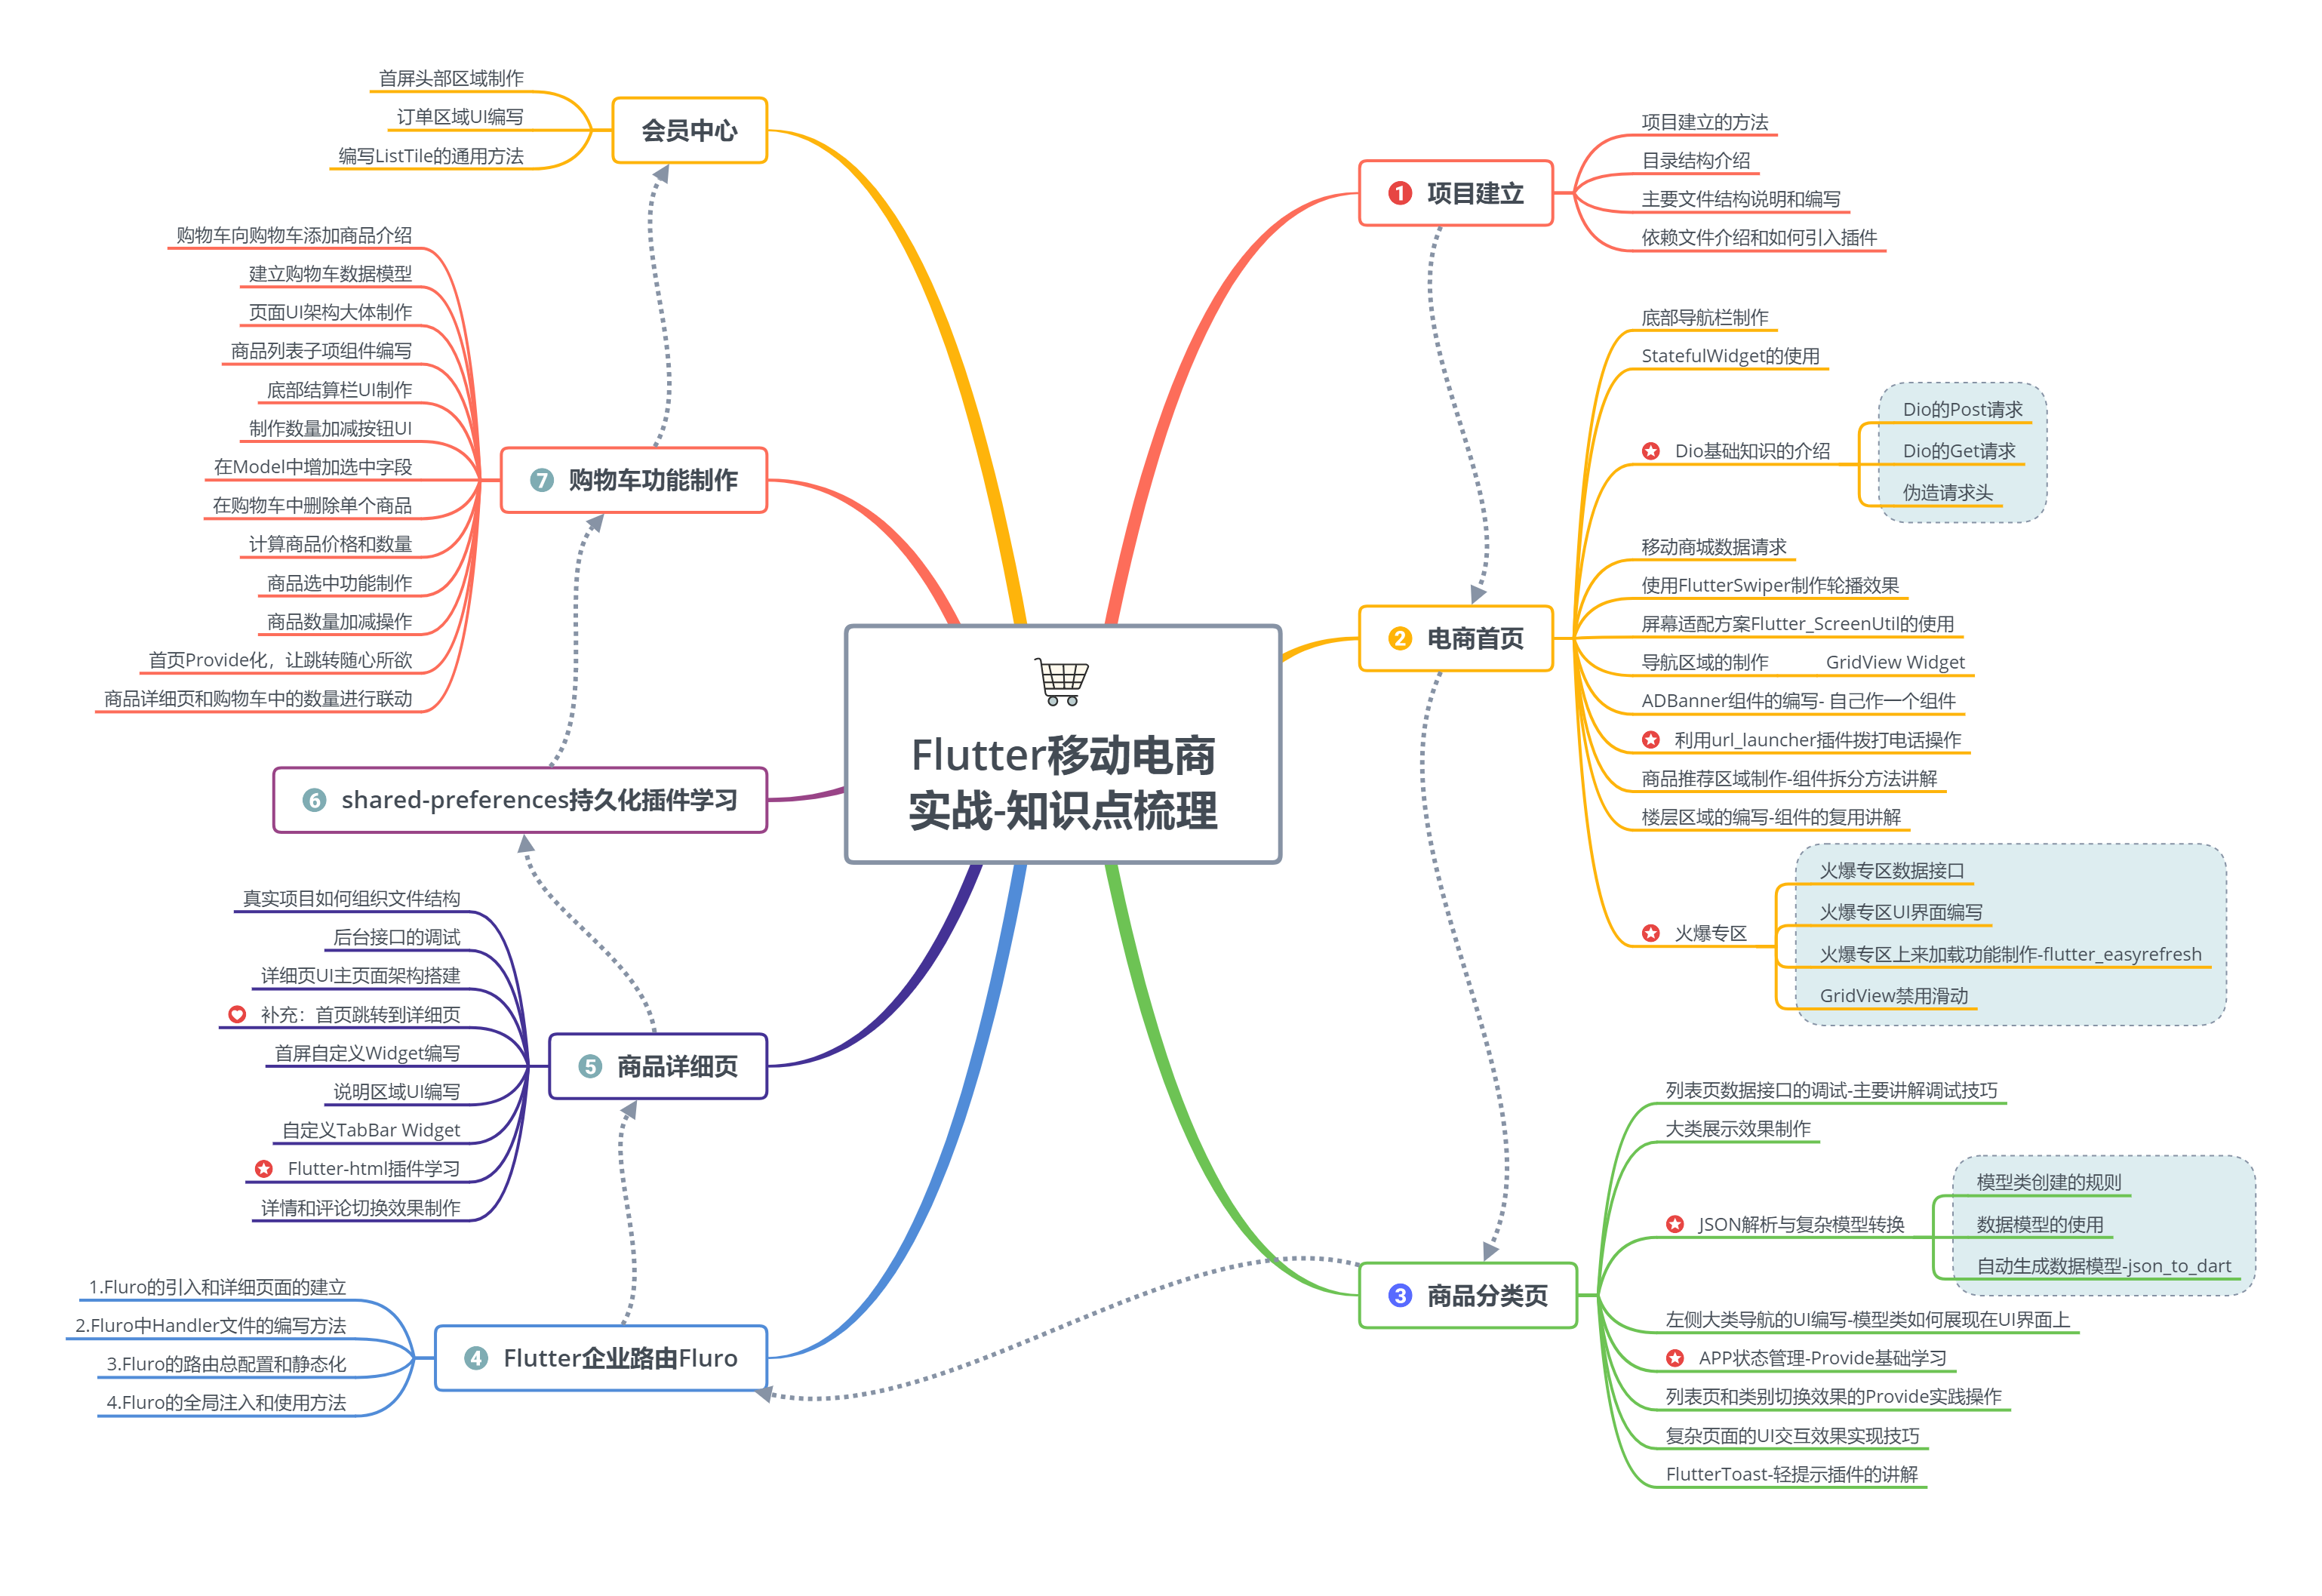 Flutter移动电商
实战-知识点梳理
1 项目建立
项目建立的方法
目录结构介绍
主要文件结构说明和编写
依赖文件介绍和如何引入插件
2 电商首页
底部导航栏制作
StatefulWidget的使用
Dio基础知识的介绍
Dio的Post请求
Dio的Get请求
伪造请求头
移动商城数据请求
使用FlutterSwiper制作轮播效果
屏幕适配方案Flutter_ScreenUtil的使用
导航区域的制作 GridView Widget
ADBanner组件的编写- 自己作一个组件
利用url_launcher插件拨打电话操作
商品推荐区域制作-组件拆分方法讲解
楼层区域的编写-组件的复用讲解
火爆专区
火爆专区数据接口
火爆专区UI界面编写
火爆专区上来加载功能制作-flutter_easyrefresh
GridView禁用滑动
3 商品分类页
列表页数据接口的调试-主要讲解调试技巧
大类展示效果制作
JSON解析与复杂模型转换
模型类创建的规则
数据模型的使用
自动生成数据模型-json_to_dart
左侧大类导航的UI编写-模型类如何展现在UI界面上
APP状态管理-Provide基础学习
列表页和类别切换效果的Provide实践操作
复杂页面的UI交互效果实现技巧
FlutterToast-轻提示插件的讲解
4 Flutter企业路由Fluro
1.Fluro的引入和详细页面的建立
2.Fluro中Handler文件的编写方法
3.Fluro的路由总配置和静态化
4.Fluro的全局注入和使用方法
5 商品详细页
真实项目如何组织文件结构
后台接口的调试
详细页UI主页面架构搭建
补充：首页跳转到详细页
首屏自定义Widget编写
说明区域UI编写
自定义TabBar Widget
Flutter-html插件学习
详情和评论切换效果制作
6 shared-preferences持久化插件学习
7 购物车功能制作
购物车向购物车添加商品介绍
建立购物车数据模型
页面UI架构大体制作
商品列表子项组件编写
底部结算栏UI制作
制作数量加减按钮UI
在Model中增加选中字段
在购物车中删除单个商品
计算商品价格和数量
商品选中功能制作
商品数量加减操作
首页Provide化，让跳转随心所欲
商品详细页和购物车中的数量进行联动
会员中心
首屏头部区域制作
订单区域UI编写
编写ListTile的通用方法